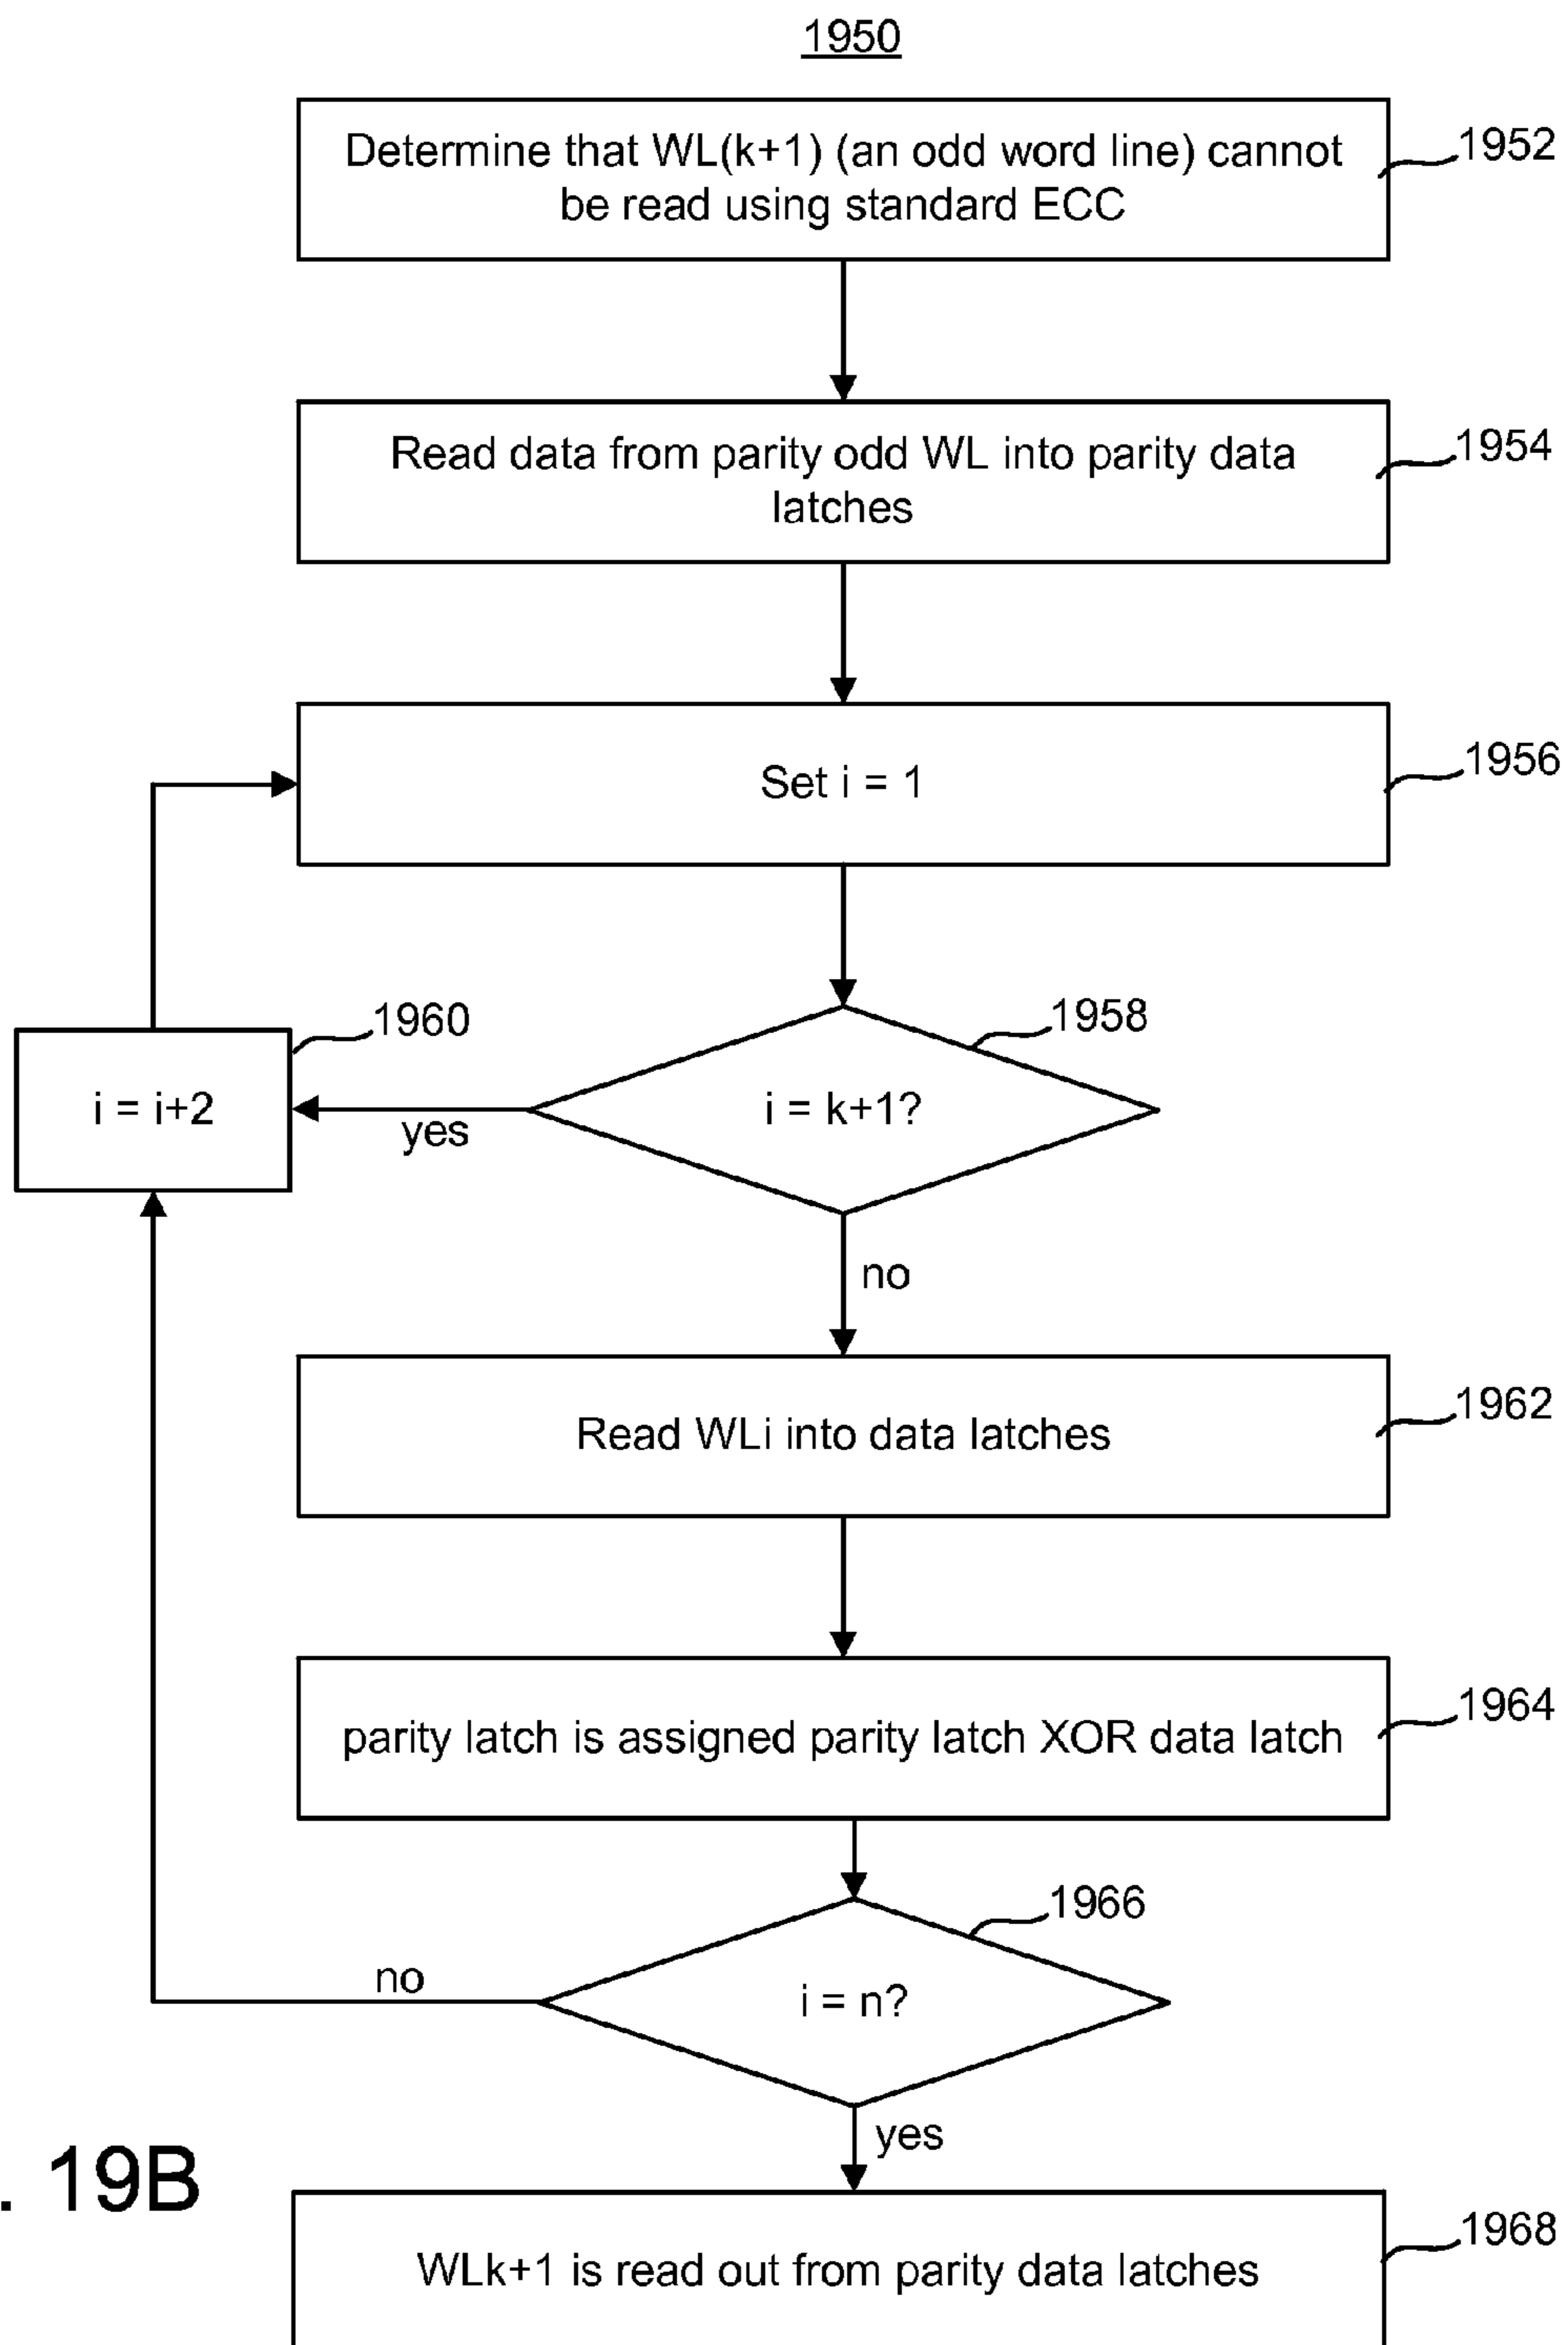 1950
Determine that WL(k+1) (an odd word line) cannot
be read using standard ECC
1952
Read data from parity odd WL into parity data
latches
1954
Set i = 1
1956
1960
i = i+2
1958
i = k+1?
yes
no
Read WLi into data latches
1962
parity latch is assigned parity latch XOR data latch
1964
1966
i = n?
no
yes
. 19B
WLk+1 is read out from parity data latches
1968